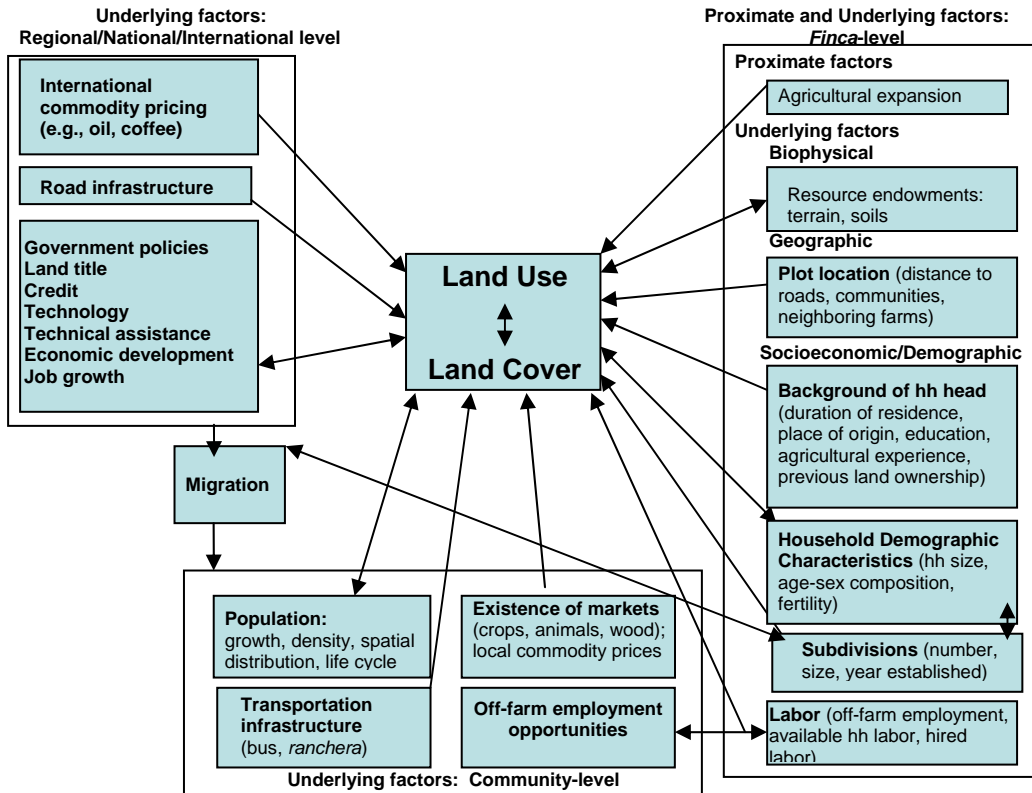 Underlying factors:
Regional/National/International level
International
commodity pricing
(e.g., oil, coffee)
Road infrastructure
Government policies
Land title
Credit
Technology
Technical assistance
Economic development
Job growth
Migration
Land Use
Land Cover
Proximate and Underlying factors:
Finca-level
Proximate factors
Agricultural expansion
Underlying factors
Biophysical
Resource endowments:
terrain, soils
Geographic
Plot location (distance to
roads, communities,
neighboring farms)
Socioeconomic/Demographic
Background of hh head
(duration of residence,
place of origin, education,
agricultural experience,
previous land ownership)
Household Demographic
Characteristics (hh size,
age-sex composition,
fertility)
Subdivisions (number,
size, year established)
Labor (off-farm employment,
available hh labor, hired
labor)
Population:
growth, density, spatial
distribution, life cycle
Existence of markets
(crops, animals, wood);
local commodity prices
Transportation
infrastructure
(bus, ranchera)
Off-farm employment
opportunities
Underlying factors: Community-level